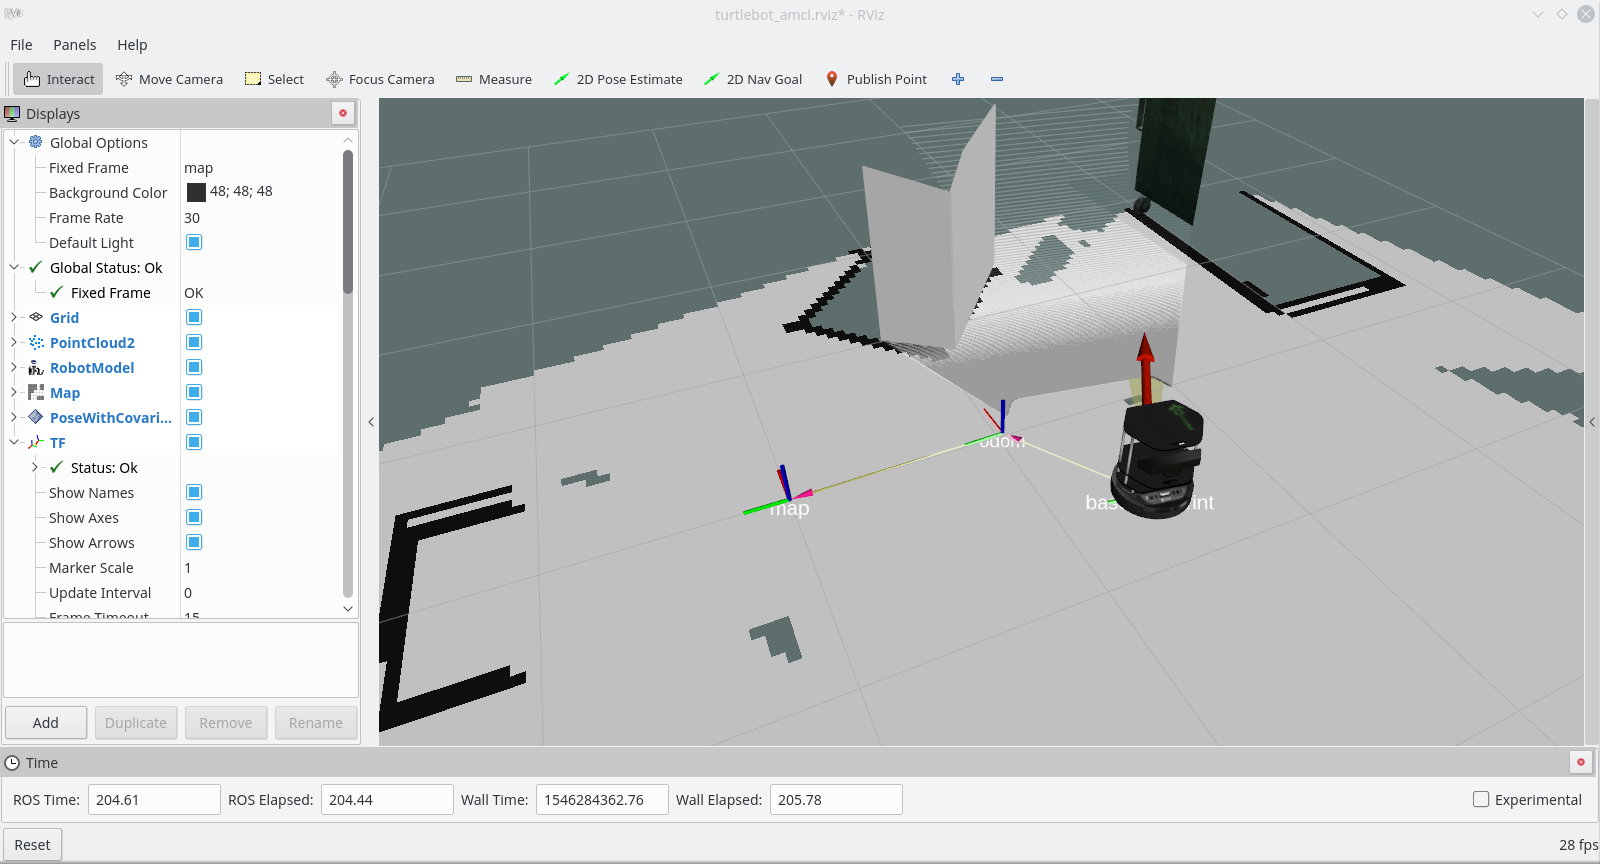 turtlebot_amcl.rviz* - RViz
File Panels Help
Interact Move Camera Select Focus Camera Measure 2D Pose Estimate 2D Nav Goal Publish Point
Displays
Global Options
Fixed Frame map
Background Color 48; 48; 48
Frame Rate 30
Default Light
Global Status: Ok
Fixed Frame OK
Grid
PointCloud2
RobotModel
Map
PoseWithCovari...
TF
Status: Ok
Show Names
Show Axes
Show Arrows
Marker Scale 1
Update Interval 0
Frame Timeout 15
odom
map
bas int
Add Duplicate Remove Rename
Time
ROS Time: 204.61 ROS Elapsed: 204.44 Wall Time: 1546284362.76 Wall Elapsed: 205.78 Experimental
Reset 28 fps